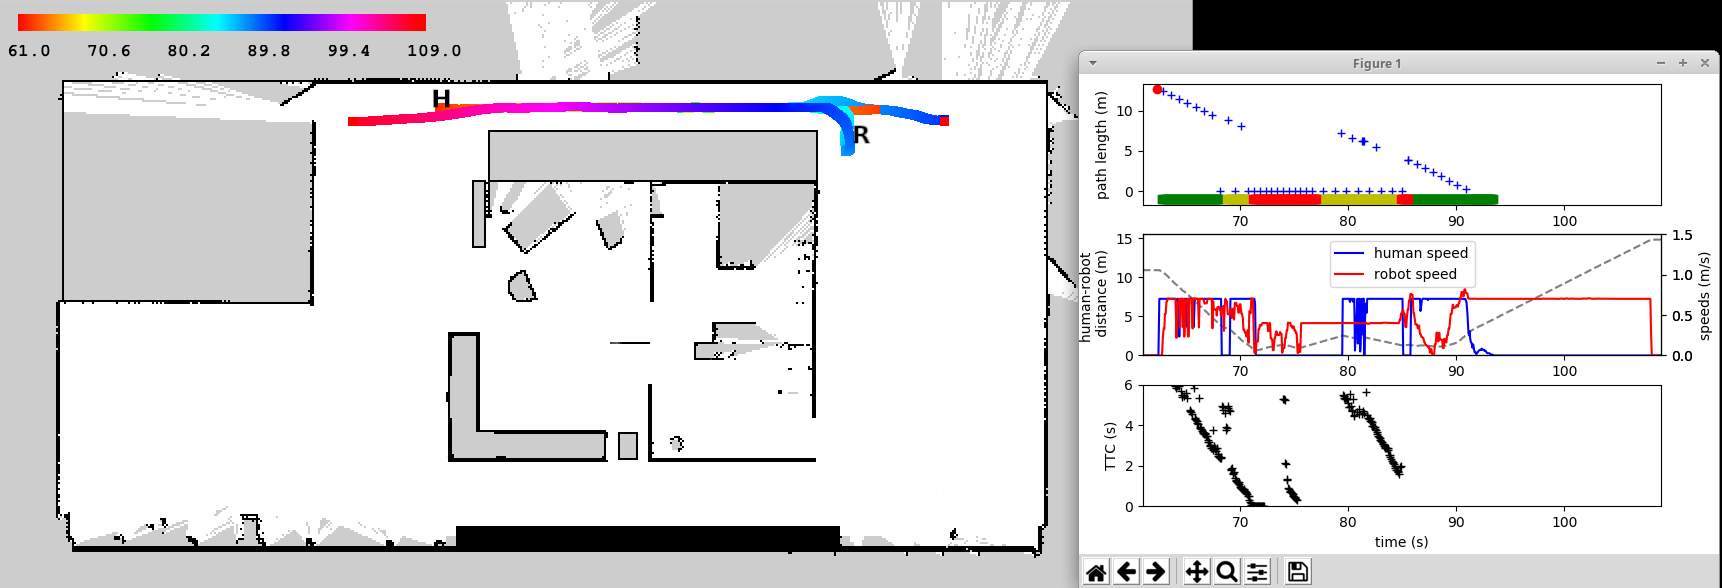 61.0 70.6 80.2 89.8 99.4 109.0
H
R
Figure 1
path length (m)
10
5
0
70 80 90 100
human-robot
distance (m)
15
10
5
0
human speed
robot speed
1.5
1.0
0.5
0.0
speeds (m/s)
70 80 90 100
TTC (s)
6
4
2
0
70 80 90 100
time (s)